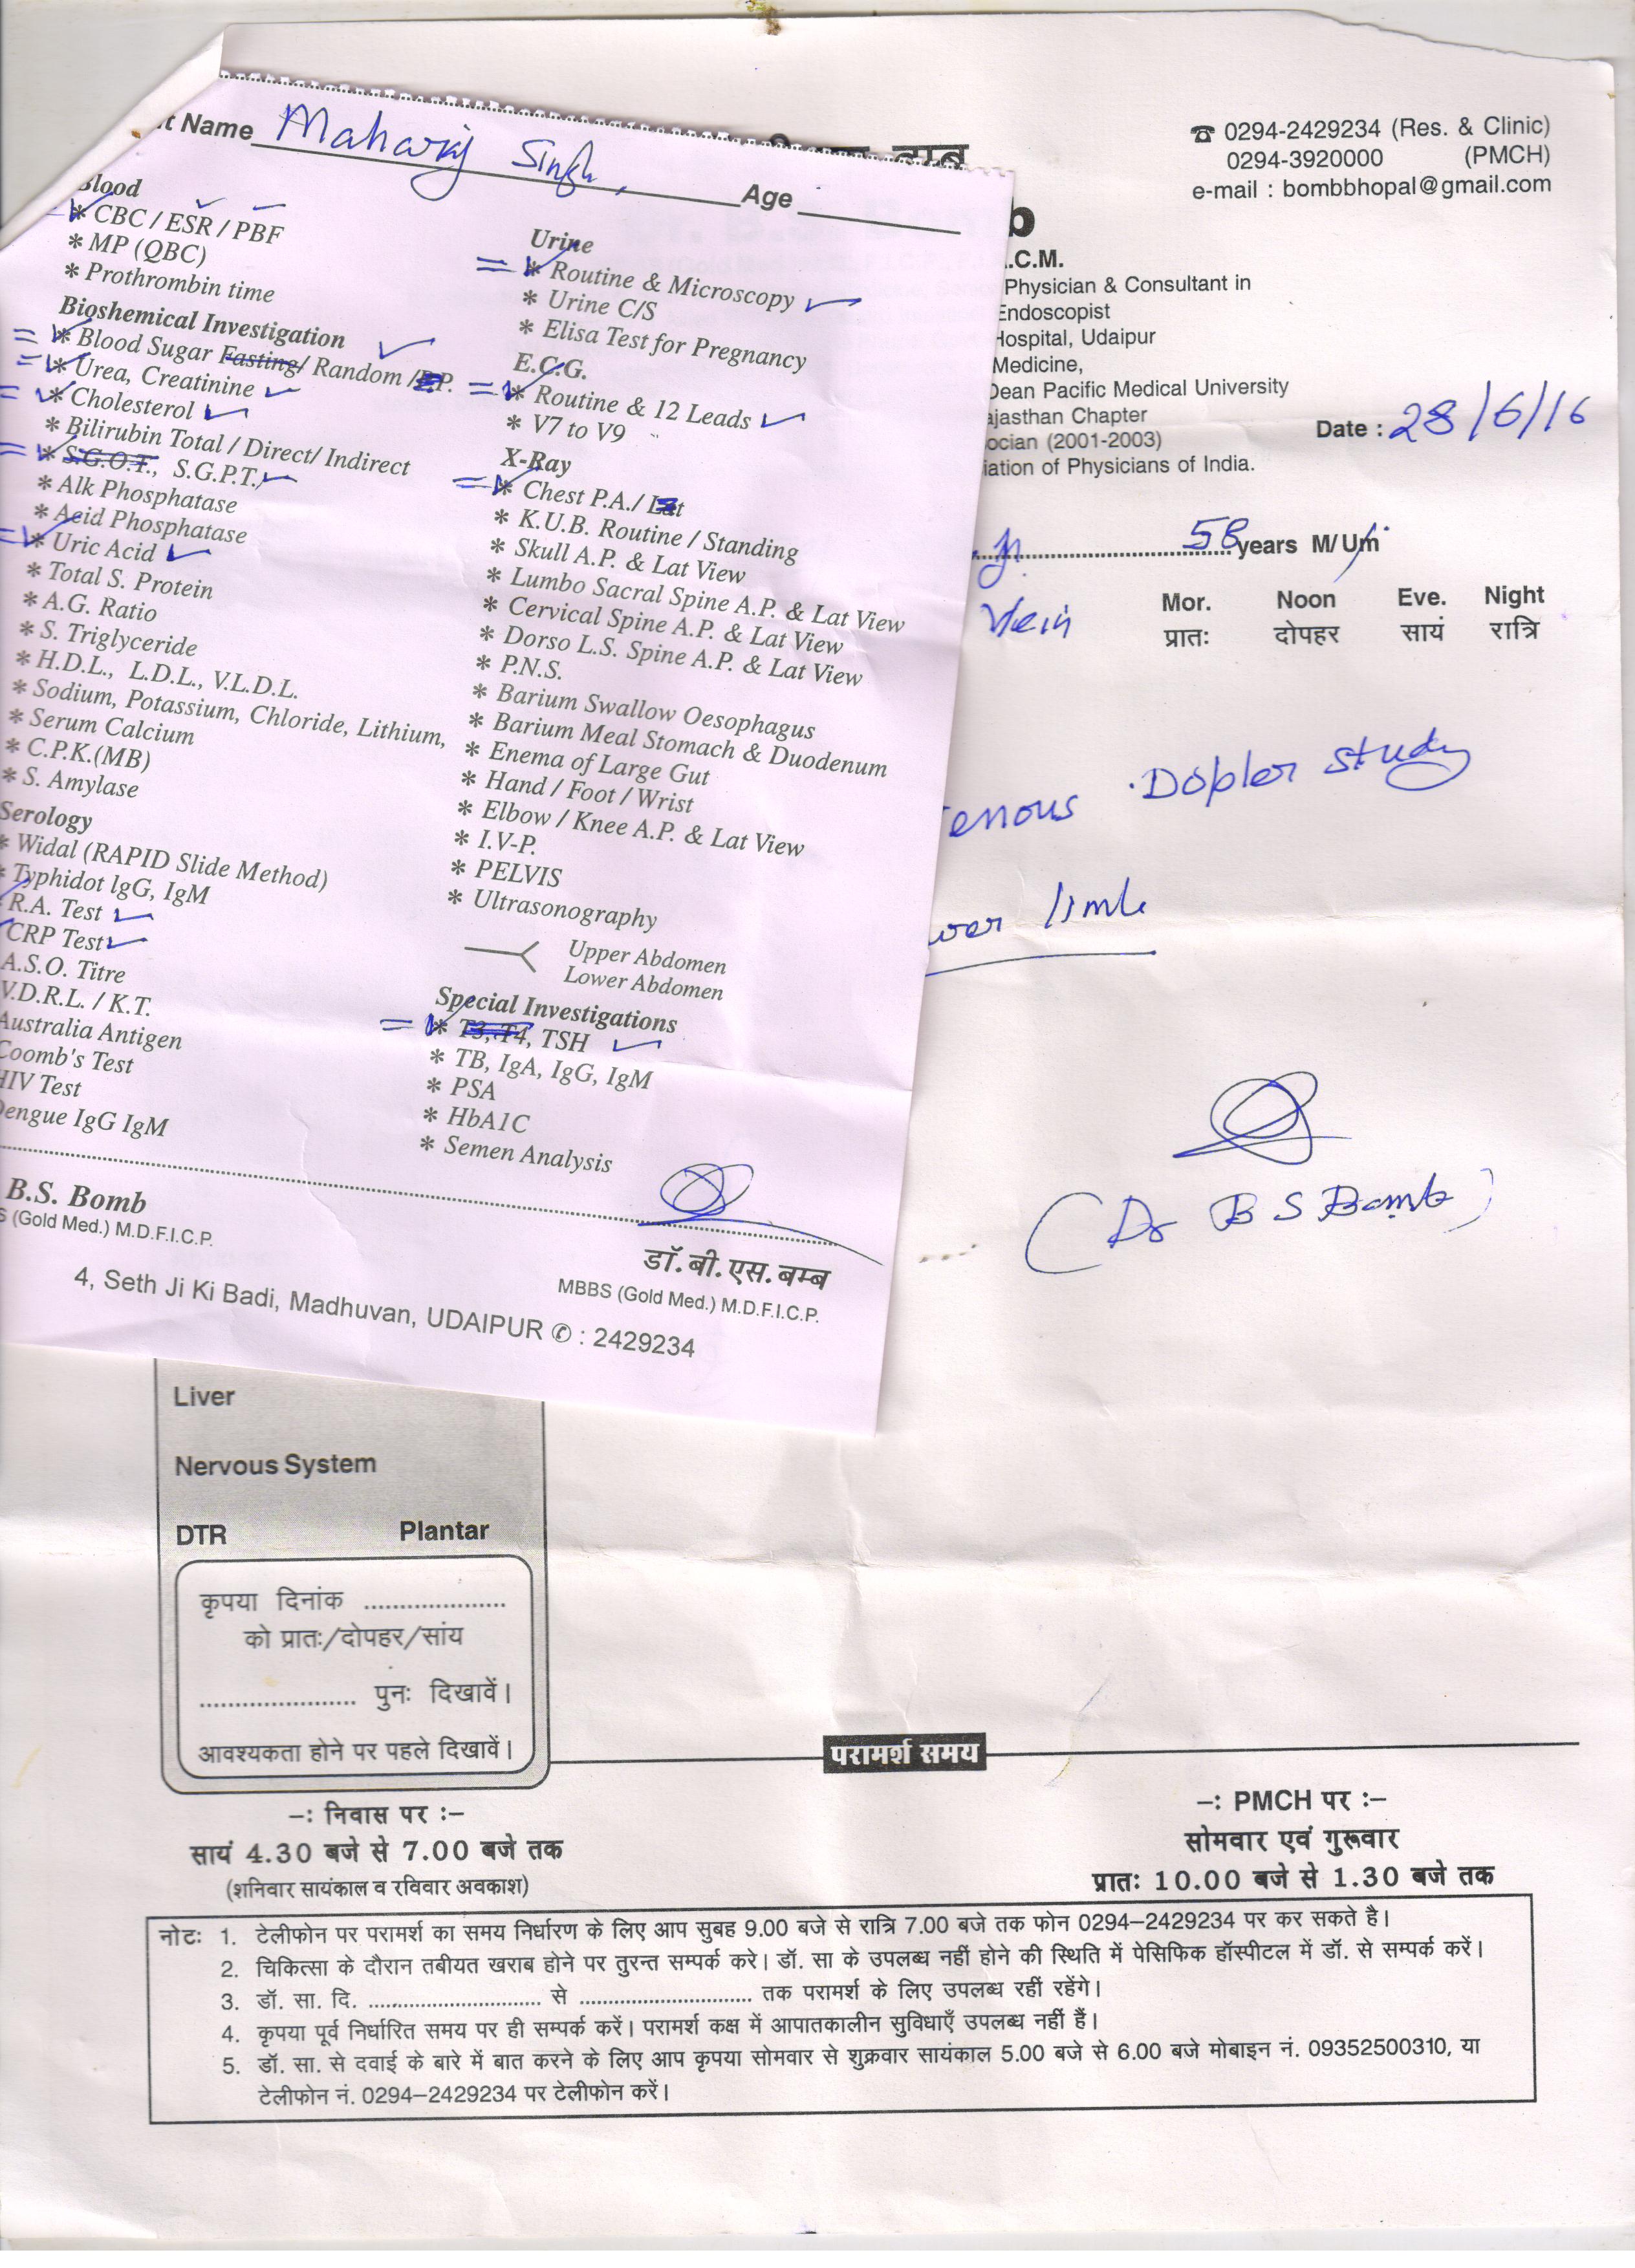 t Name Maharaj Singh, Age
Blood
* CBC / ESR / PBF
* MP (QBC)
* Prothrombin time
Bioshemical Investigation
* Blood Sugar Fasting/ Random /P.P.
* Urea, Creatinine
* Cholesterol
* Bilirubin Total / Direct/ Indirect
* S.G.O.T., S.G.P.T.
* Alk Phosphatase
* Acid Phosphatase
* Uric Acid
* Total S. Protein
* A.G. Ratio
* S. Triglyceride
* H.D.L., L.D.L., V.L.D.L.
* Sodium, Potassium, Chloride, Lithium,
* Serum Calcium
* C.P.K.(MB)
* S. Amylase
Serology
* Widal (RAPID Slide Method)
* Typhidot lgG, IgM
R.A. Test
CRP Test
A.S.O. Titre
V.D.R.L. / K.T.
Australia Antigen
Coomb's Test
HIV Test
Dengue IgG IgM
Urine
* Routine & Microscopy
* Urine C/S
* Elisa Test for Pregnancy
E.C.G.
* Routine & 12 Leads
* V7 to V9
X-Ray
* Chest P.A./ Lat
* K.U.B. Routine / Standing
* Skull A.P. & Lat View
* Lumbo Sacral Spine A.P. & Lat View
* Cervical Spine A.P. & Lat View
* Dorso L.S. Spine A.P. & Lat View
* P.N.S.
* Barium Swallow Oesophagus
* Barium Meal Stomach & Duodenum
* Enema of Large Gut
* Hand / Foot / Wrist
* Elbow / Knee A.P. & Lat View
* I.V-P.
* PELVIS
* Ultrasonography
Upper Abdomen
Lower Abdomen
Special Investigations
* T3, T4, TSH
* TB, IgA, IgG, IgM
* PSA
* HbA1C
* Semen Analysis
B.S. Bomb
S (Gold Med.) M.D.F.I.C.P.
डॉ. बी. एस. बम्ब
MBBS (Gold Med.) M.D.F.I.C.P.
4, Seth Ji Ki Badi, Madhuvan, UDAIPUR ✆ : 2429234
☎ 0294-2429234 (Res. & Clinic)
0294-3920000 (PMCH)
e-mail : bombbhopal@gmail.com
b
.C.M.
Physician & Consultant in
Endoscopist
Hospital, Udaipur
Medicine,
Dean Pacific Medical University
ajasthan Chapter
ocian (2001-2003)
iation of Physicians of India.
Date : 28/6/16
58 years M/Um
Vein
Mor. Noon Eve. Night
प्रातः दोपहर सायं रात्रि
enous Dopler study
wer limb
(Dr B S Bomb)
Liver
Nervous System
DTR Plantar
कृपया दिनांक ....................
को प्रातः/दोपहर/सांय
...................... पुनः दिखावें।
आवश्यकता होने पर पहले दिखावें।
परामर्श समय
–: निवास पर :–
सायं 4.30 बजे से 7.00 बजे तक
(शनिवार सायंकाल व रविवार अवकाश)
–: PMCH पर :–
सोमवार एवं गुरूवार
प्रातः 10.00 बजे से 1.30 बजे तक
नोटः 1. टेलीफोन पर परामर्श का समय निर्धारण के लिए आप सुबह 9.00 बजे से रात्रि 7.00 बजे तक फोन 0294–2429234 पर कर सकते है।
2. चिकित्सा के दौरान तबीयत खराब होने पर तुरन्त सम्पर्क करे। डॉ. सा के उपलब्ध नहीं होने की स्थिति में पेसिफिक हॉस्पीटल में डॉ. से सम्पर्क करें।
3. डॉ. सा. दि. ............................ से ............................ तक परामर्श के लिए उपलब्ध रहीं रहेंगे।
4. कृपया पूर्व निर्धारित समय पर ही सम्पर्क करें। परामर्श कक्ष में आपातकालीन सुविधाएँ उपलब्ध नहीं हैं।
5. डॉ. सा. से दवाई के बारे में बात करने के लिए आप कृपया सोमवार से शुक्रवार सायंकाल 5.00 बजे से 6.00 बजे मोबाइन नं. 09352500310, या
टेलीफोन नं. 0294–2429234 पर टेलीफोन करें।